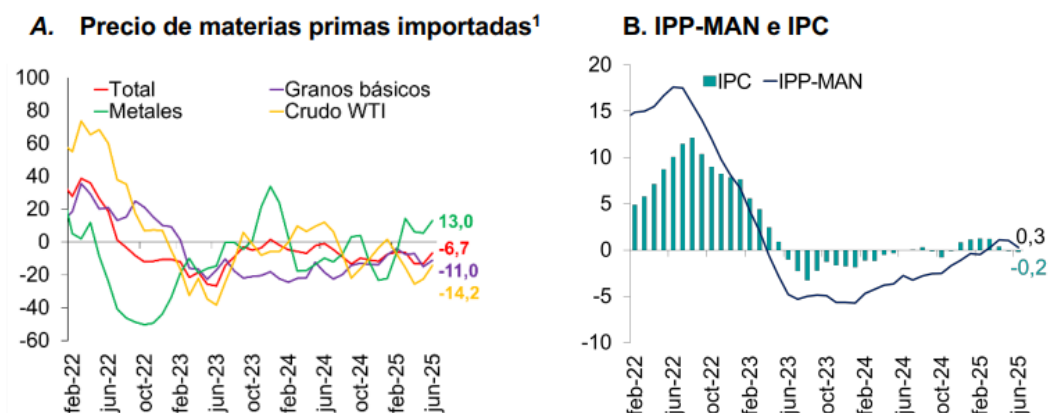 A. Precio de materias primas importadas¹
100
80
60
40
20
0
-20
-40
-60
Total
Granos básicos
Metales
Crudo WTI
13,0
-6,7
-11,0
-14,2
feb-22
jun-22
oct-22
feb-23
jun-23
oct-23
feb-24
jun-24
oct-24
feb-25
jun-25
B. IPP-MAN e IPC
20
15
10
5
0
-5
-10
IPC
IPP-MAN
0,3
-0,2
feb-22
jun-22
oct-22
feb-23
jun-23
oct-23
feb-24
jun-24
oct-24
feb-25
jun-25